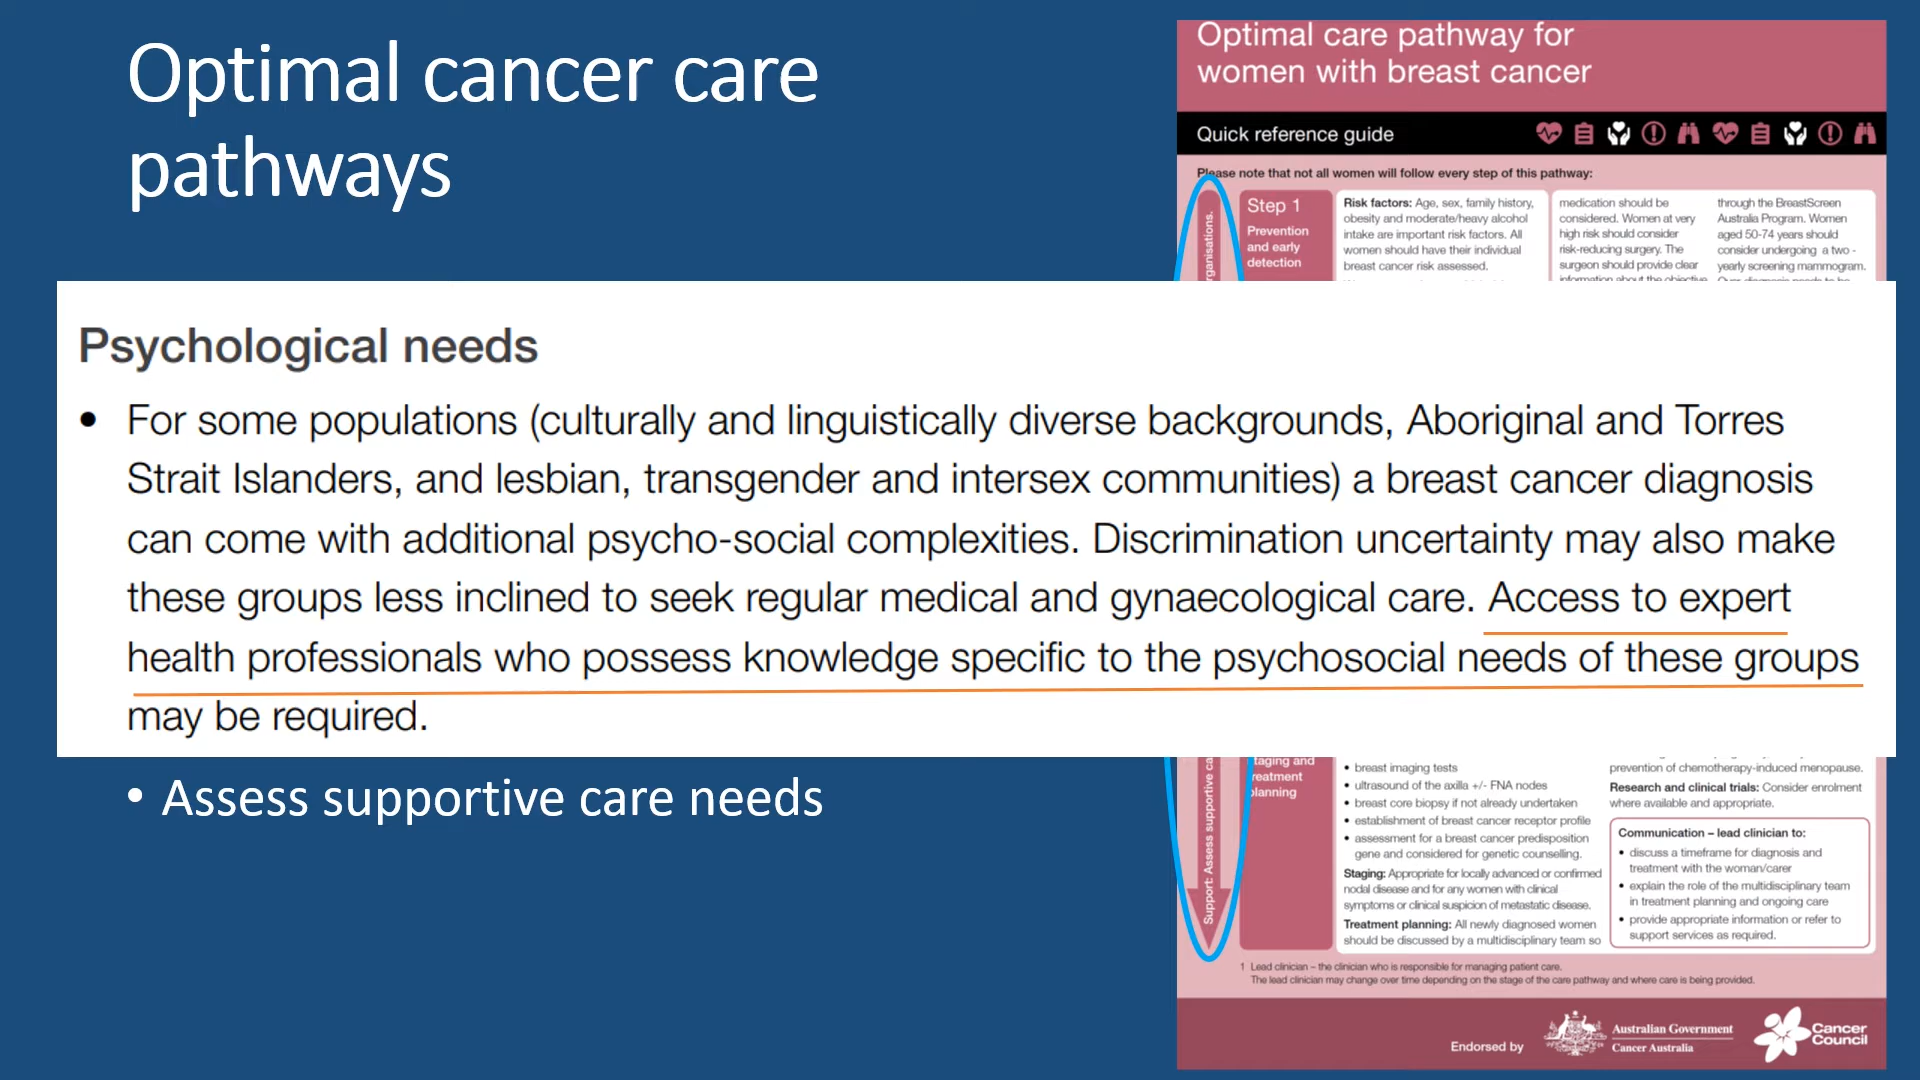 Optimal cancer care
pathways
Psychological needs
• For some populations (culturally and linguistically diverse backgrounds, Aboriginal and Torres
Strait Islanders, and lesbian, transgender and intersex communities) a breast cancer diagnosis
can come with additional psycho-social complexities. Discrimination uncertainty may also make
these groups less inclined to seek regular medical and gynaecological care. Access to expert
health professionals who possess knowledge specific to the psychosocial needs of these groups
may be required.
• Assess supportive care needs
Optimal care pathway for
women with breast cancer
Quick reference guide
Please note that not all women will follow every step of this pathway:
Step 1
Prevention
and early
detection
Risk factors: Age, sex, family history,
obesity and moderate/heavy alcohol
intake are important risk factors. All
women should have their individual
breast cancer risk assessed.
medication should be
considered. Women at very
high risk should consider
risk-reducing surgery. The
surgeon should provide clear
information about the objective
through the BreastScreen
Australia Program. Women
aged 50-74 years should
consider undergoing a two -
yearly screening mammogram.
Support: Assess supportive
treatment
planning
• breast imaging tests
• ultrasound of the axilla +/- FNA nodes
• breast core biopsy if not already undertaken
• establishment of breast cancer receptor profile
• assessment for a breast cancer predisposition
gene and considered for genetic counselling.
Staging: Appropriate for locally advanced or confirmed
nodal disease and for any women with clinical
symptoms or clinical suspicion of metastatic disease.
Treatment planning: All newly diagnosed women
should be discussed by a multidisciplinary team so
prevention of chemotherapy-induced menopause.
Research and clinical trials: Consider enrolment
where available and appropriate.
Communication – lead clinician to:
• discuss a timeframe for diagnosis and
treatment with the woman/carer
• explain the role of the multidisciplinary team
in treatment planning and ongoing care
• provide appropriate information or refer to
support services as required.
1 Lead clinician – the clinician who is responsible for managing patient care.
The lead clinician may change over time depending on the stage of the care pathway and where care is being provided.
Endorsed by
Australian Government
Cancer Australia
Cancer
Council